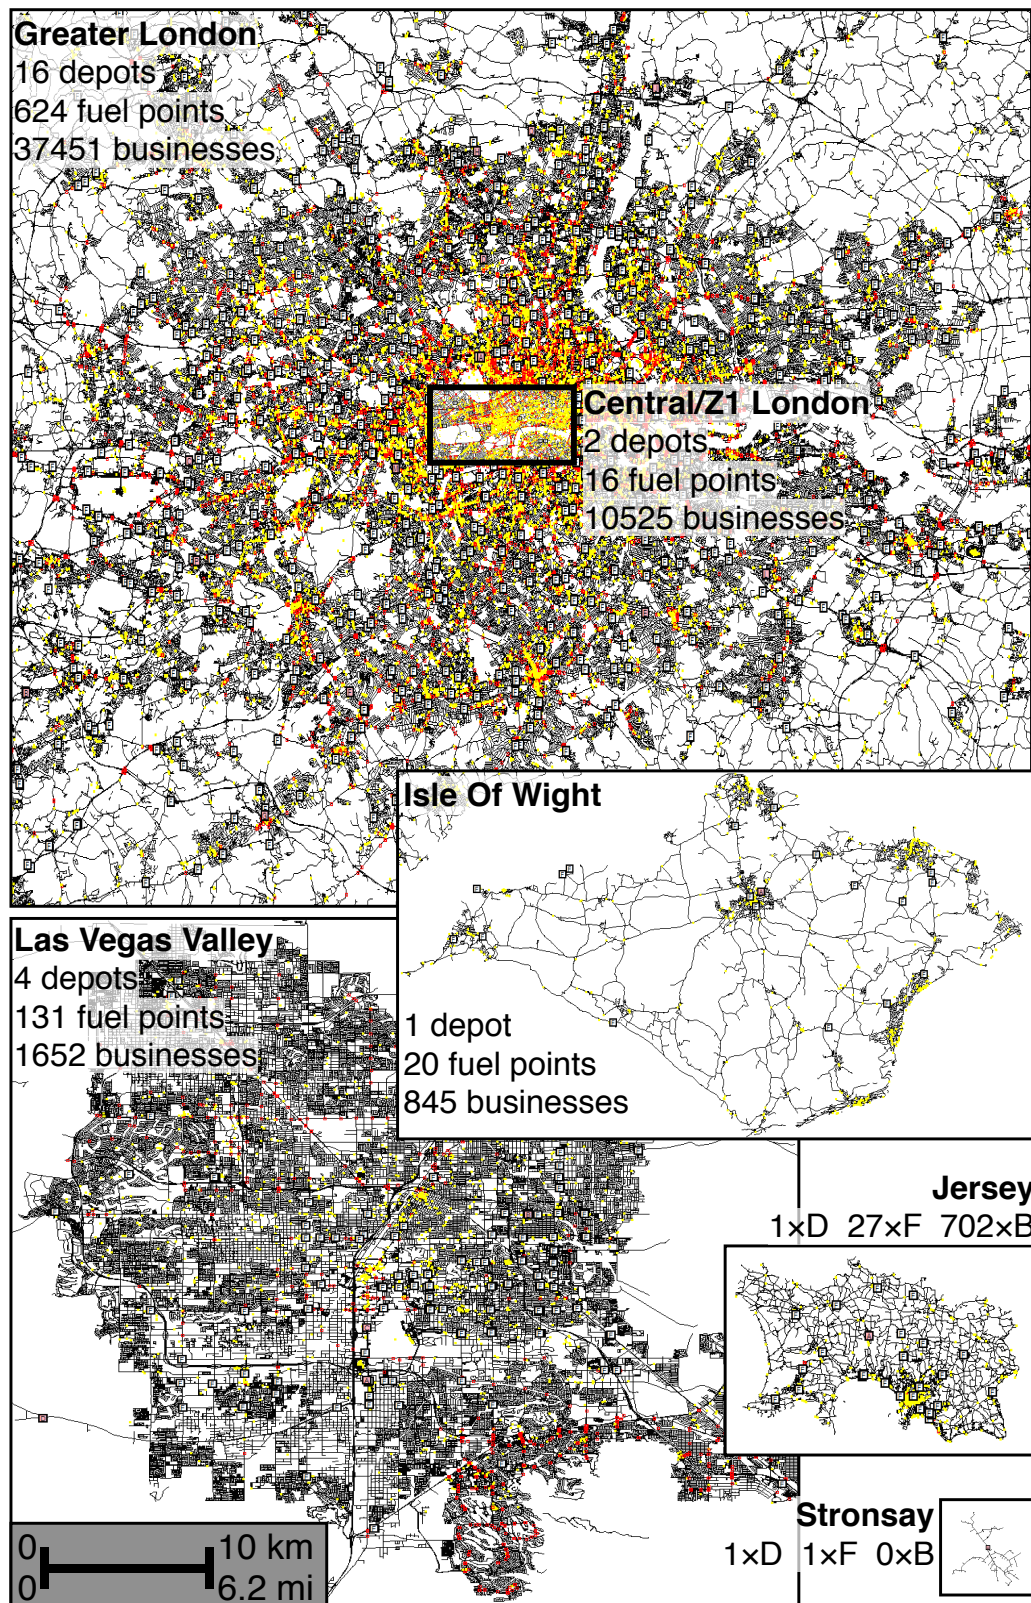 Greater London
16 depots
624 fuel points
37451 businesses
Central/Z1 London
2 depots
16 fuel points
10525 businesses
Isle Of Wight
1 depot
20 fuel points
845 businesses
Las Vegas Valley
4 depots
131 fuel points
1652 businesses
Jersey
1×D 27×F 702×B
Stronsay
1×D 1×F 0×B
0 10 km
0 6.2 mi